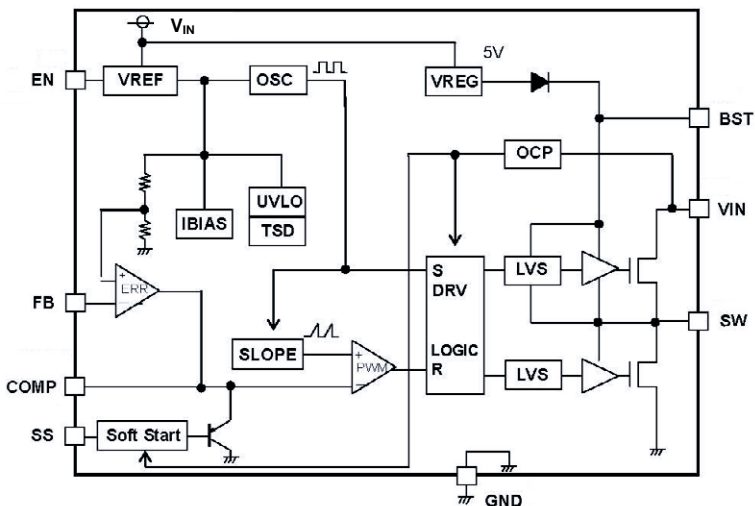 VIN
EN
VREF
OSC
VREG
5V
BST
OCP
VIN
IBIAS
UVLO
TSD
+
ERR
−
FB
S
DRV
LOGIC
R
LVS
SW
SLOPE
+
PWM
−
LVS
COMP
SS
Soft Start
GND